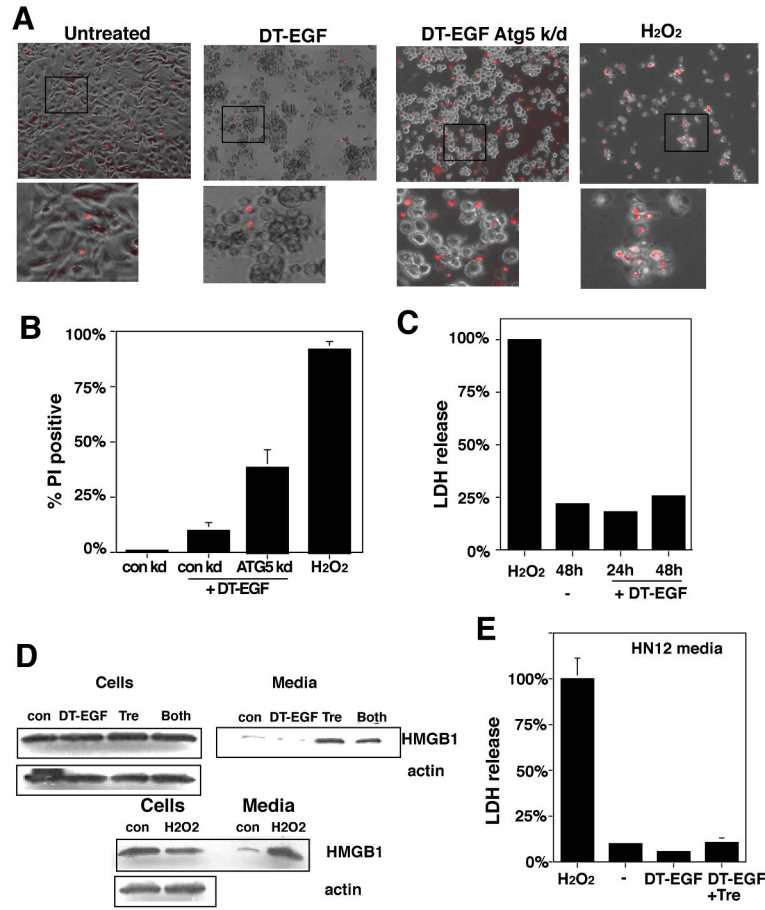 A
Untreated
DT-EGF
DT-EGF Atg5 k/d
H2O2
B
100%
75%
50%
25%
0%
% PI positive
con kd
con kd
ATG5 kd
H2O2
+ DT-EGF
C
100%
75%
50%
25%
0%
LDH release
H2O2
48h
24h
48h
-
+ DT-EGF
D
Cells
Media
con DT-EGF Tre Both
con DT-EGF Tre Both
HMGB1
actin
Cells
Media
con H2O2
con H2O2
HMGB1
actin
E
HN12 media
100%
75%
50%
25%
0%
LDH release
H2O2
-
DT-EGF
DT-EGF
+Tre